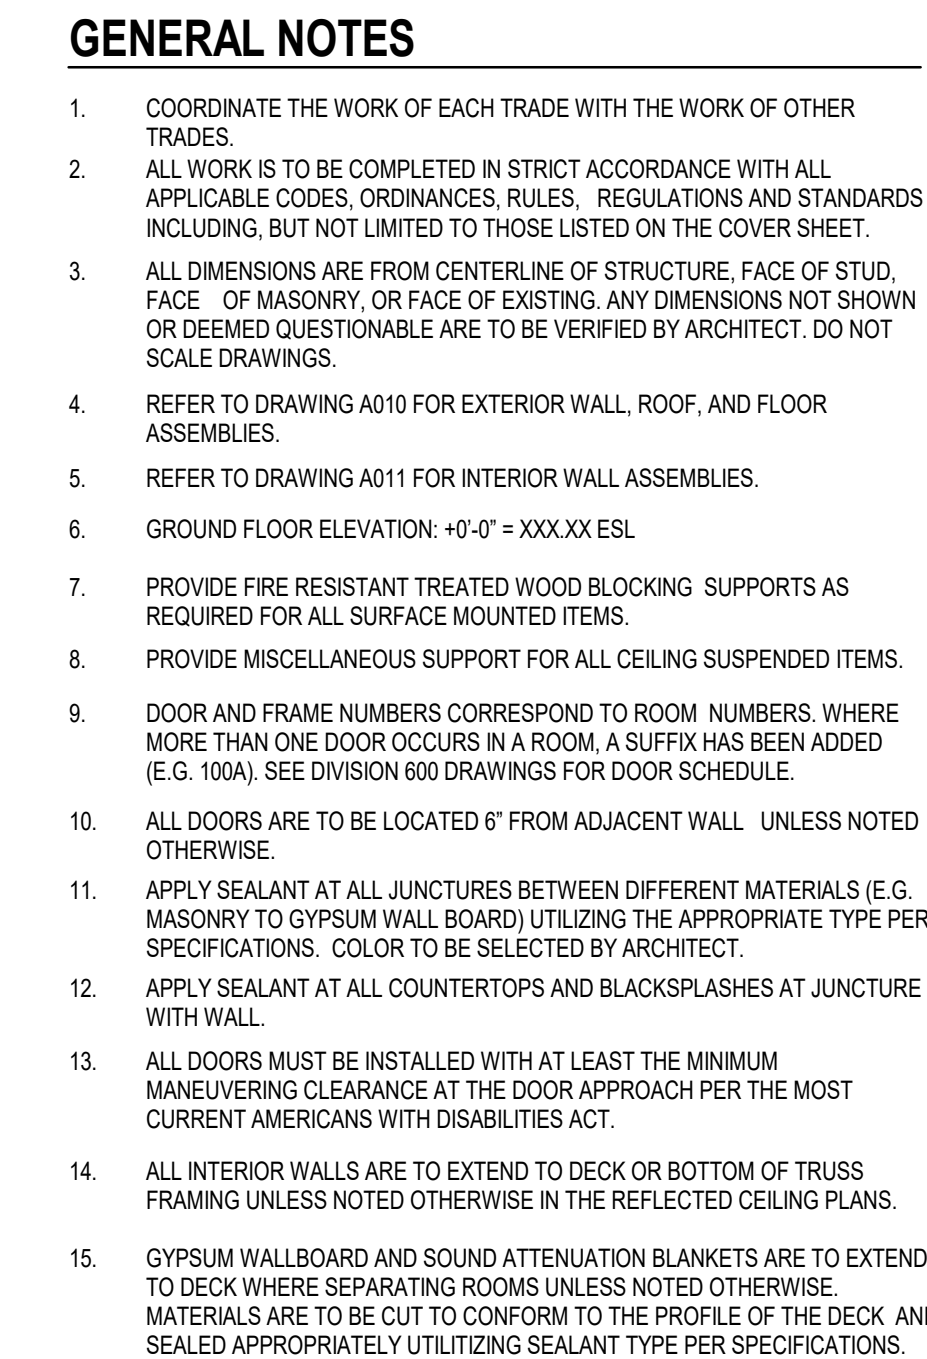 GENERAL NOTES
1. COORDINATE THE WORK OF EACH TRADE WITH THE WORK OF OTHER
TRADES.
2. ALL WORK IS TO BE COMPLETED IN STRICT ACCORDANCE WITH ALL
APPLICABLE CODES, ORDINANCES, RULES, REGULATIONS AND STANDARDS
INCLUDING, BUT NOT LIMITED TO THOSE LISTED ON THE COVER SHEET.
3. ALL DIMENSIONS ARE FROM CENTERLINE OF STRUCTURE, FACE OF STUD,
FACE OF MASONRY, OR FACE OF EXISTING. ANY DIMENSIONS NOT SHOWN
OR DEEMED QUESTIONABLE ARE TO BE VERIFIED BY ARCHITECT. DO NOT
SCALE DRAWINGS.
4. REFER TO DRAWING A010 FOR EXTERIOR WALL, ROOF, AND FLOOR
ASSEMBLIES.
5. REFER TO DRAWING A011 FOR INTERIOR WALL ASSEMBLIES.
6. GROUND FLOOR ELEVATION: +0’-0” = XXX.XX ESL
7. PROVIDE FIRE RESISTANT TREATED WOOD BLOCKING SUPPORTS AS
REQUIRED FOR ALL SURFACE MOUNTED ITEMS.
8. PROVIDE MISCELLANEOUS SUPPORT FOR ALL CEILING SUSPENDED ITEMS.
9. DOOR AND FRAME NUMBERS CORRESPOND TO ROOM NUMBERS. WHERE
MORE THAN ONE DOOR OCCURS IN A ROOM, A SUFFIX HAS BEEN ADDED
(E.G. 100A). SEE DIVISION 600 DRAWINGS FOR DOOR SCHEDULE.
10. ALL DOORS ARE TO BE LOCATED 6” FROM ADJACENT WALL UNLESS NOTED
OTHERWISE.
11. APPLY SEALANT AT ALL JUNCTURES BETWEEN DIFFERENT MATERIALS (E.G.
MASONRY TO GYPSUM WALL BOARD) UTILIZING THE APPROPRIATE TYPE PER
SPECIFICATIONS. COLOR TO BE SELECTED BY ARCHITECT.
12. APPLY SEALANT AT ALL COUNTERTOPS AND BLACKSPLASHES AT JUNCTURE
WITH WALL.
13. ALL DOORS MUST BE INSTALLED WITH AT LEAST THE MINIMUM
MANEUVERING CLEARANCE AT THE DOOR APPROACH PER THE MOST
CURRENT AMERICANS WITH DISABILITIES ACT.
14. ALL INTERIOR WALLS ARE TO EXTEND TO DECK OR BOTTOM OF TRUSS
FRAMING UNLESS NOTED OTHERWISE IN THE REFLECTED CEILING PLANS.
15. GYPSUM WALLBOARD AND SOUND ATTENUATION BLANKETS ARE TO EXTEND
TO DECK WHERE SEPARATING ROOMS UNLESS NOTED OTHERWISE.
MATERIALS ARE TO BE CUT TO CONFORM TO THE PROFILE OF THE DECK AND
SEALED APPROPRIATELY UTILITIZING SEALANT TYPE PER SPECIFICATIONS.